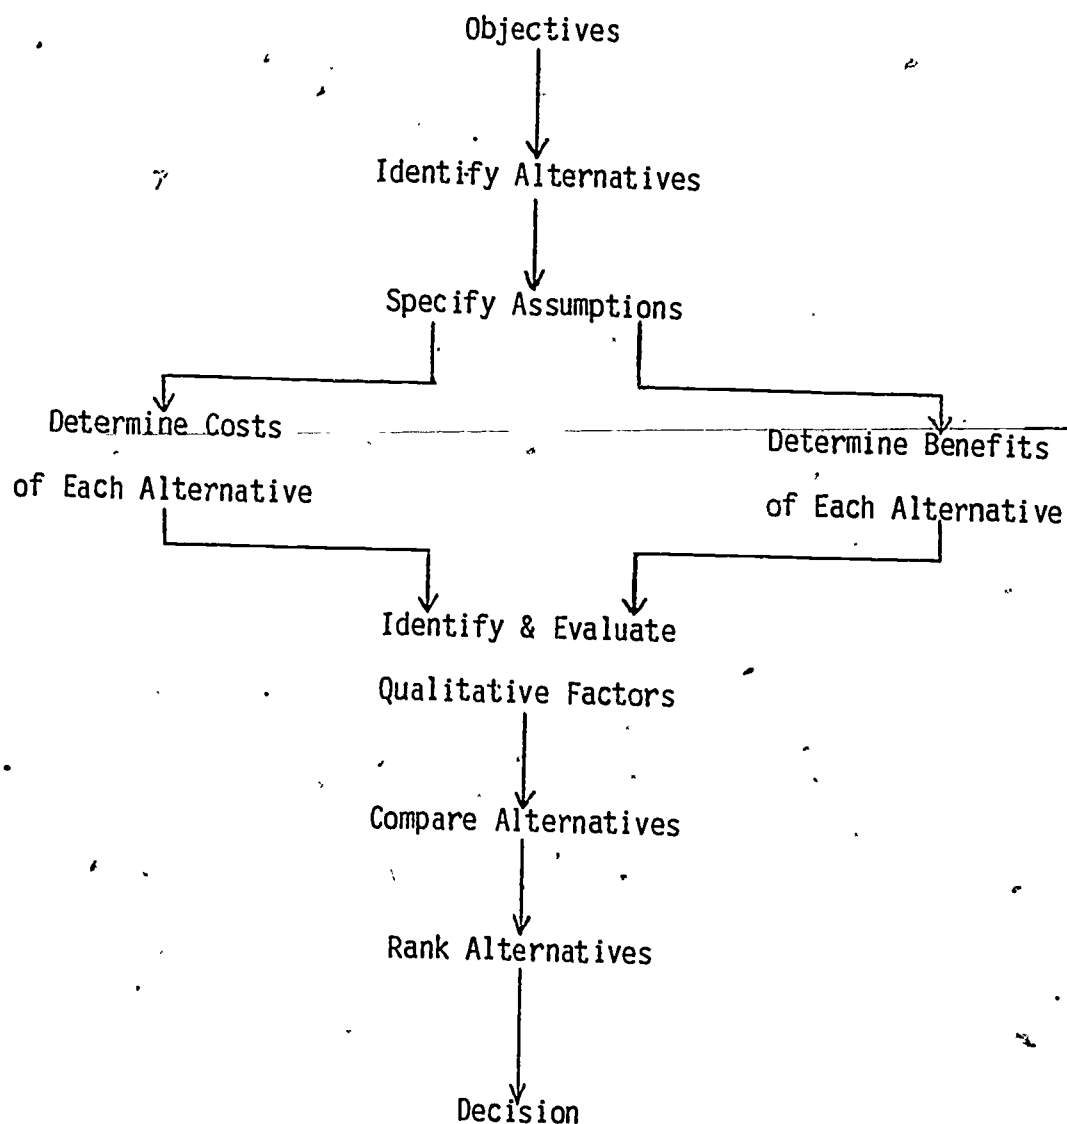 Objectives
Identify Alternatives
Specify Assumptions
Determine Costs
of Each Alternative
Determine Benefits
of Each Alternative
Identify & Evaluate
Qualitative Factors
Compare Alternatives
Rank Alternatives
Decision